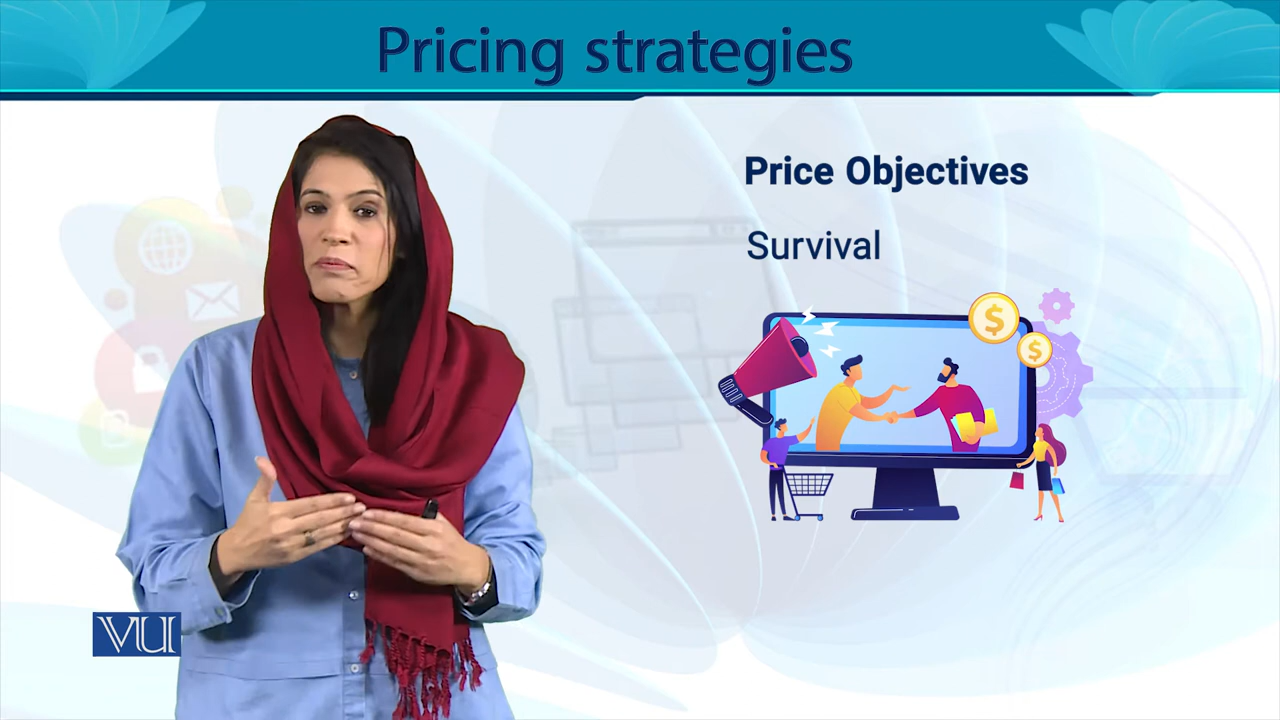 Pricing strategies
Price Objectives
Survival
$
$
VU